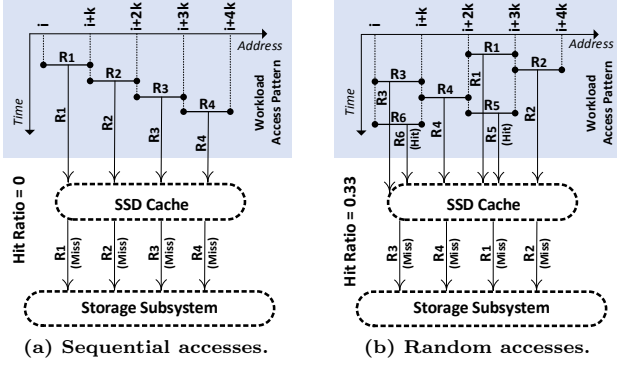 i
i+k
i+2k
i+3k
i+4k
Address
Time
R1
R2
R3
R4
R1
R2
R3
R4
Workload
Access Pattern
Hit Ratio = 0
SSD Cache
R1
(Miss)
R2
(Miss)
R3
(Miss)
R4
(Miss)
Storage Subsystem
(a) Sequential accesses.
i
i+k
i+2k
i+3k
i+4k
Address
Time
R1
R2
R3
R4
R5
R6
R3
R6
(Hit)
R4
R1
R5
(Hit)
R2
Workload
Access Pattern
Hit Ratio = 0.33
SSD Cache
R3
(Miss)
R4
(Miss)
R1
(Miss)
R2
(Miss)
Storage Subsystem
(b) Random accesses.